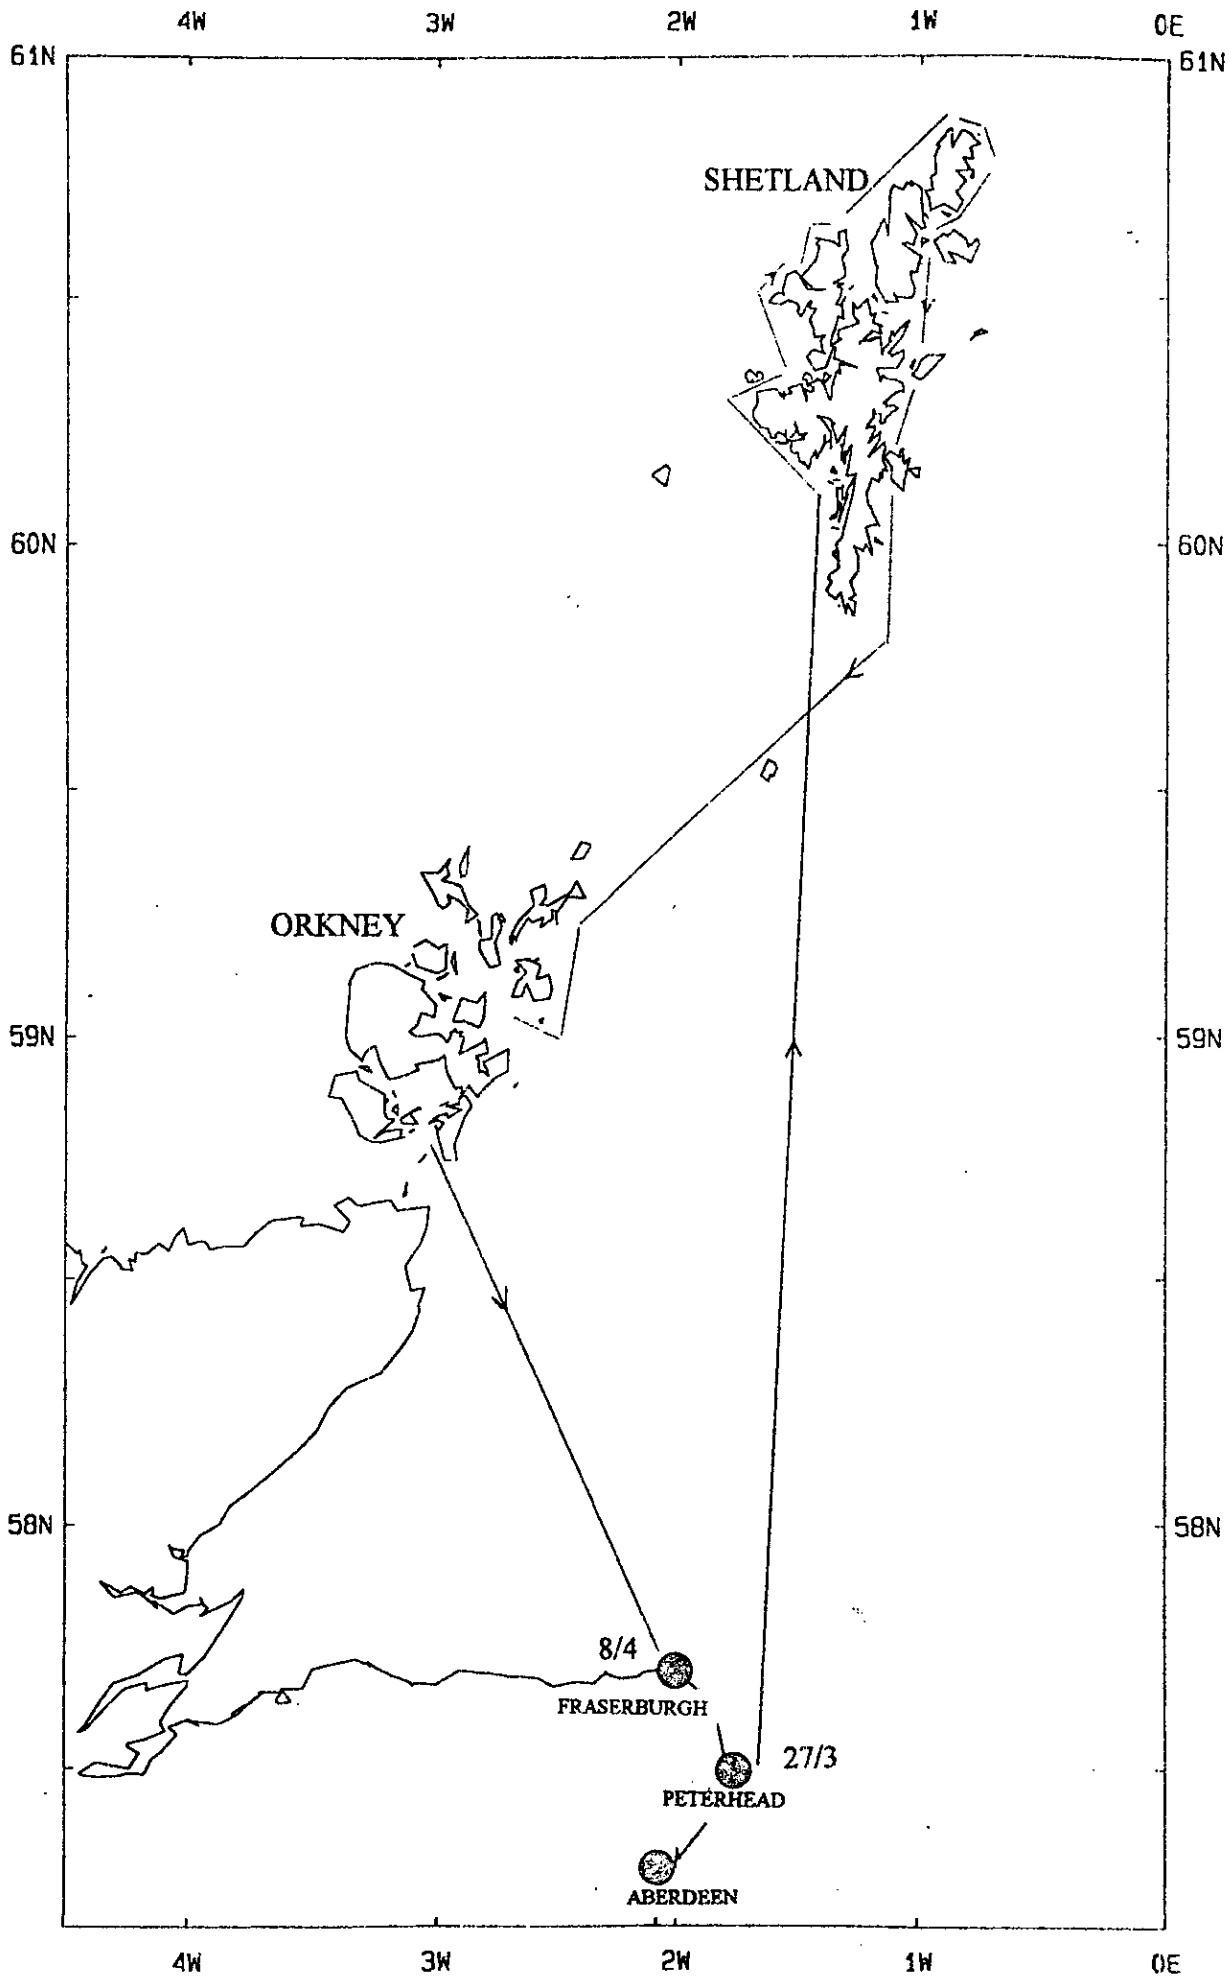 4W 3W 2W 1W 0E
61N 61N
SHETLAND
60N 60N
ORKNEY
59N 59N
58N 58N
8/4
FRASERBURGH
27/3
PETERHEAD
ABERDEEN
4W 3W 2W 1W 0E